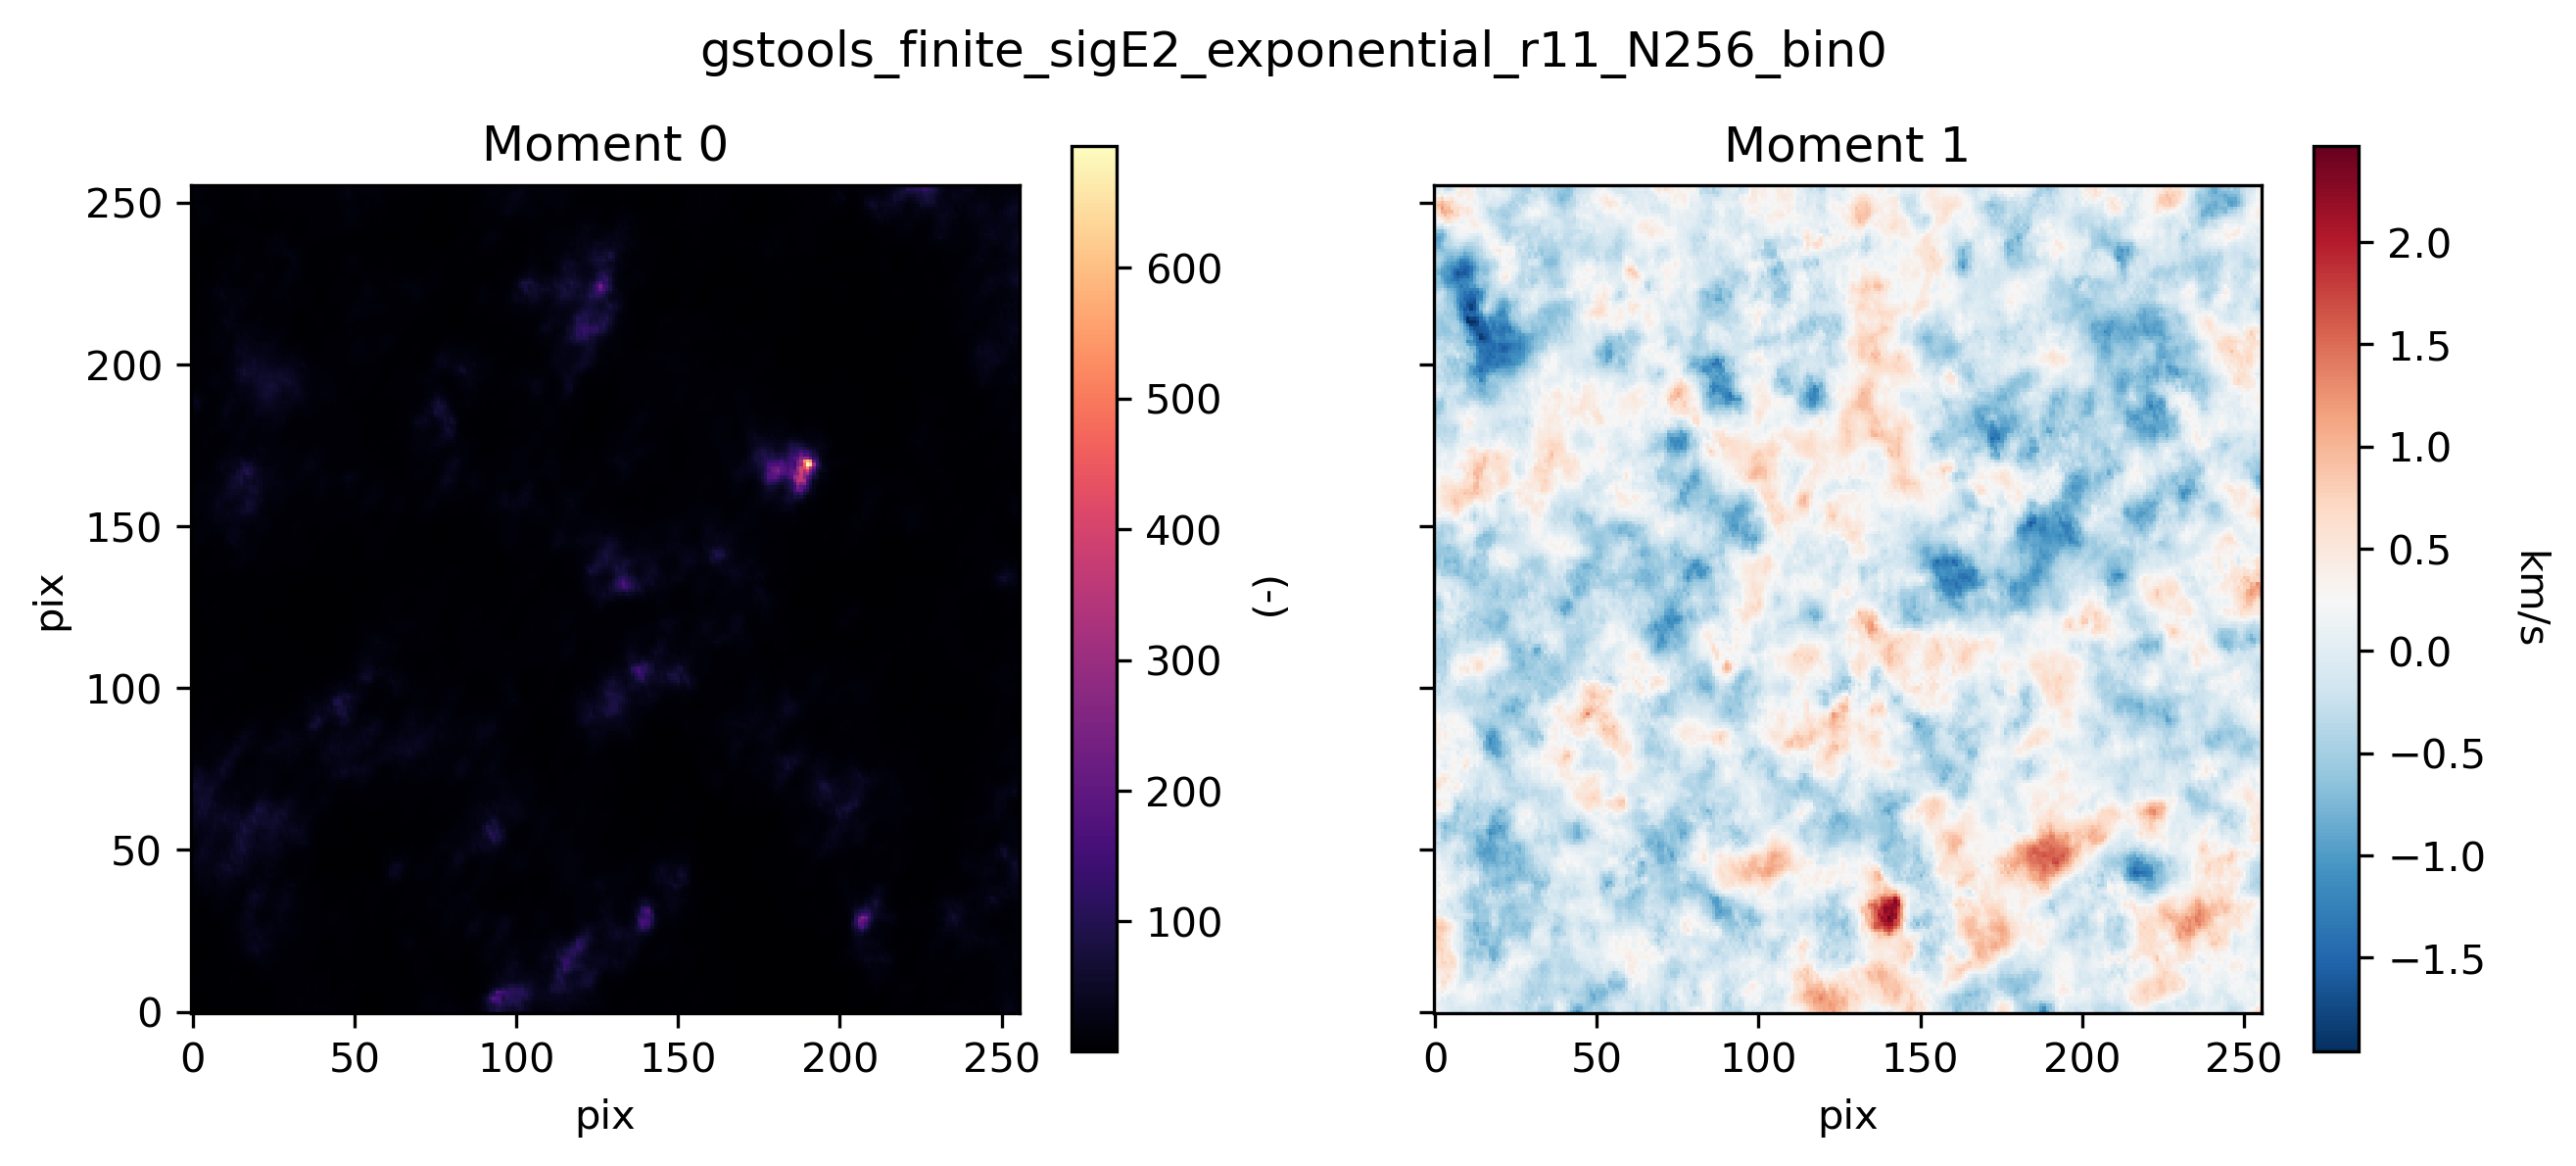 gstools_finite_sigE2_exponential_r11_N256_bin0
Moment 0
250
200
150
100
50
0
pix
0 50 100 150 200 250
pix
600
500
400
300
200
100
(-)
Moment 1
0 50 100 150 200 250
pix
2.0
1.5
1.0
0.5
0.0
−0.5
−1.0
−1.5
km/s